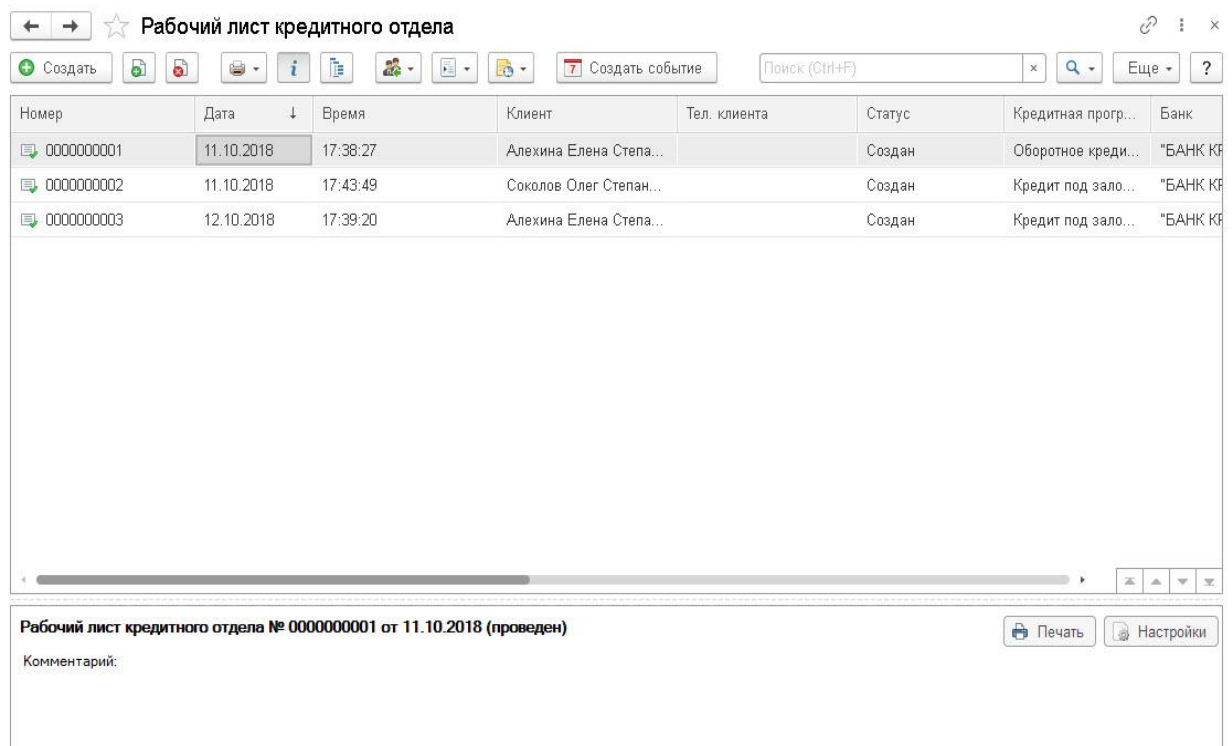 Рабочий лист кредитного отдела
Создать
Создать событие
Поиск (Ctrl+F)
Еще
?
Номер Дата Время Клиент Тел. клиента Статус Кредитная прогр... Банк
0000000001 11.10.2018 17:38:27 Алехина Елена Степа... Создан Оборотное креди... "БАНК КР
0000000002 11.10.2018 17:43:49 Соколов Олег Степан... Создан Кредит под зало... "БАНК КР
0000000003 12.10.2018 17:39:20 Алехина Елена Степа... Создан Кредит под зало... "БАНК КР
Рабочий лист кредитного отдела № 0000000001 от 11.10.2018 (проведен)
Печать
Настройки
Комментарий: